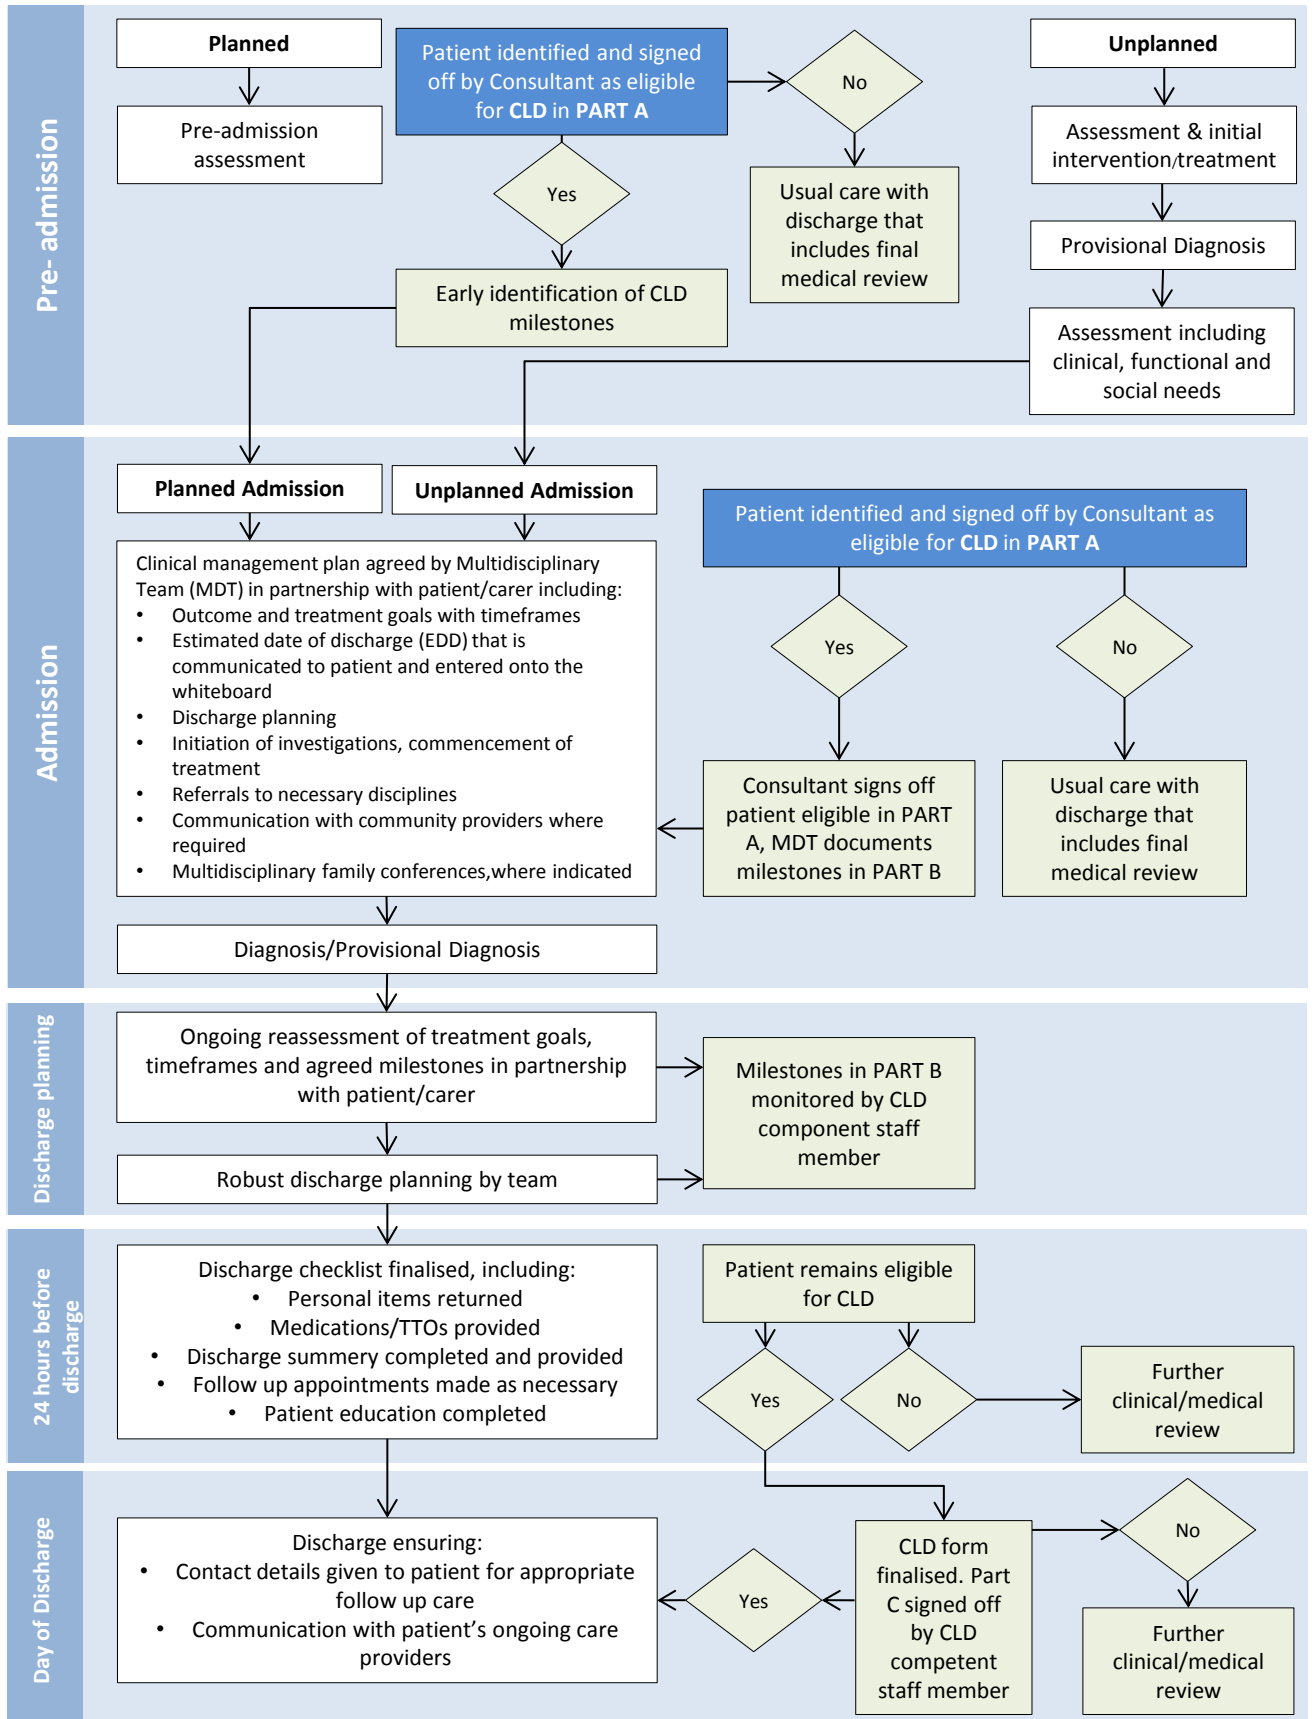 Pre- admission
Planned
Pre-admission
assessment
Patient identified and signed
off by Consultant as eligible
for CLD in PART A
No
Yes
Usual care with
discharge that
includes final
medical review
Early identification of CLD
milestones
Unplanned
Assessment & initial
intervention/treatment
Provisional Diagnosis
Assessment including
clinical, functional and
social needs
Admission
Planned Admission
Unplanned Admission
Clinical management plan agreed by Multidisciplinary
Team (MDT) in partnership with patient/carer including:
• Outcome and treatment goals with timeframes
• Estimated date of discharge (EDD) that is
communicated to patient and entered onto the
whiteboard
• Discharge planning
• Initiation of investigations, commencement of
treatment
• Referrals to necessary disciplines
• Communication with community providers where
required
• Multidisciplinary family conferences,where indicated
Diagnosis/Provisional Diagnosis
Patient identified and signed off by Consultant as
eligible for CLD in PART A
Yes
No
Consultant signs off
patient eligible in PART
A, MDT documents
milestones in PART B
Usual care with
discharge that
includes final
medical review
Discharge planning
Ongoing reassessment of treatment goals,
timeframes and agreed milestones in partnership
with patient/carer
Robust discharge planning by team
Milestones in PART B
monitored by CLD
component staff
member
24 hours before
discharge
Discharge checklist finalised, including:
• Personal items returned
• Medications/TTOs provided
• Discharge summery completed and provided
• Follow up appointments made as necessary
• Patient education completed
Patient remains eligible
for CLD
Yes
No
Further
clinical/medical
review
Day of Discharge
Discharge ensuring:
• Contact details given to patient for appropriate
follow up care
• Communication with patient’s ongoing care
providers
Yes
CLD form
finalised. Part
C signed off
by CLD
competent
staff member
No
Further
clinical/medical
review